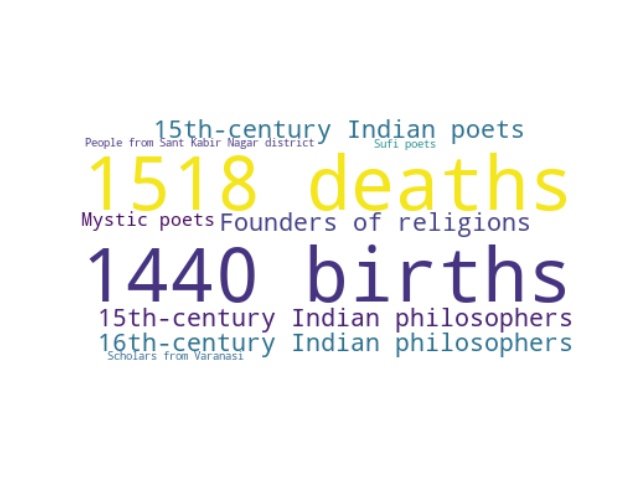 15th-century Indian poets
People from Sant Kabir Nagar district
Sufi poets
1518 deaths
Mystic poets
Founders of religions
1440 births
15th-century Indian philosophers
16th-century Indian philosophers
Scholars from Varanasi